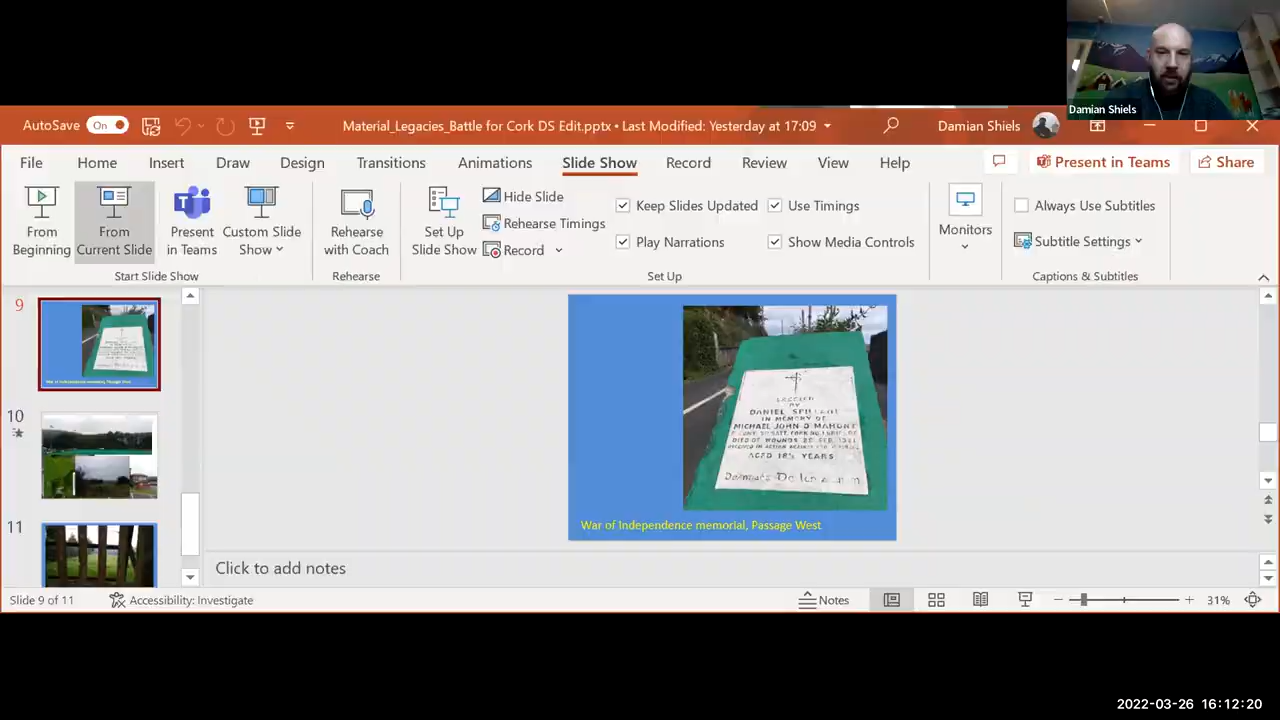 Damian Shiels
AutoSave On Material_Legacies_Battle for Cork DS Edit.pptx • Last Modified: Yesterday at 17:09 Damian Shiels
File Home Insert Draw Design Transitions Animations Slide Show Record Review View Help Present in Teams Share
From Beginning
From Current Slide
Present in Teams
Custom Slide Show
Start Slide Show
Rehearse with Coach
Rehearse
Set Up Slide Show
Hide Slide
Rehearse Timings
Record
Keep Slides Updated
Play Narrations
Use Timings
Show Media Controls
Set Up
Monitors
Always Use Subtitles
Subtitle Settings
Captions & Subtitles
9
10
11
ERECTED
BY
DANIEL SPILLANE
IN MEMORY OF
MICHAEL JOHN O MAHONY
DIED OF WOUNDS
AGED 18½ YEARS
War of Independence memorial, Passage West
Click to add notes
Slide 9 of 11 Accessibility: Investigate Notes 31%
2022-03-26 16:12:20